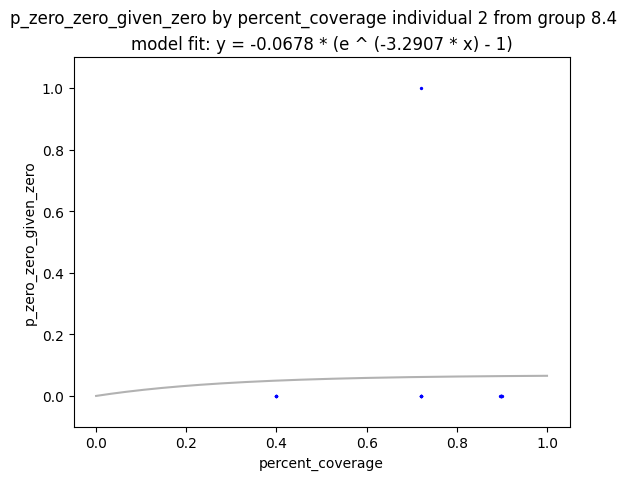 p_zero_zero_given_zero by percent_coverage individual 2 from group 8.4
model fit: y = -0.0678 * (e ^ (-3.2907 * x) - 1)
p_zero_zero_given_zero
1.0
0.8
0.6
0.4
0.2
0.0
0.0 0.2 0.4 0.6 0.8 1.0
percent_coverage